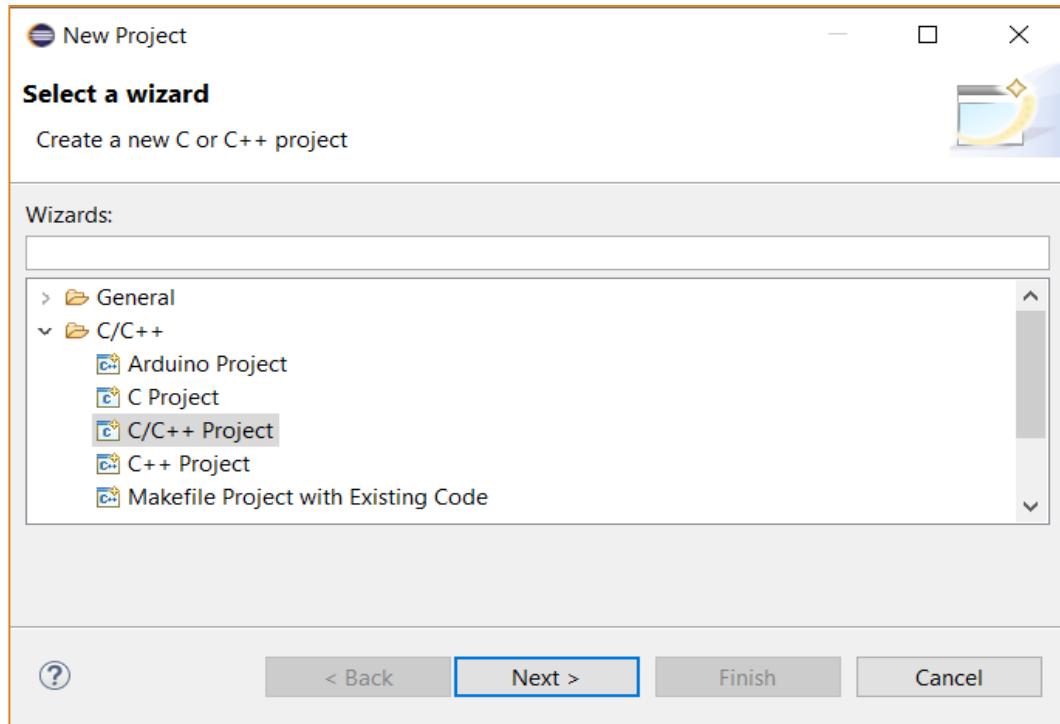 New Project
Select a wizard
Create a new C or C++ project
Wizards:
General
C/C++
Arduino Project
C Project
C/C++ Project
C++ Project
Makefile Project with Existing Code
? < Back Next > Finish Cancel